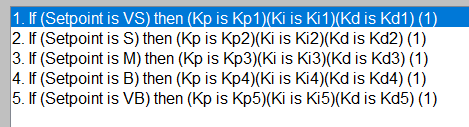 1. If (Setpoint is VS) then (Kp is Kp1)(Ki is Ki1)(Kd is Kd1) (1)
2. If (Setpoint is S) then (Kp is Kp2)(Ki is Ki2)(Kd is Kd2) (1)
3. If (Setpoint is M) then (Kp is Kp3)(Ki is Ki3)(Kd is Kd3) (1)
4. If (Setpoint is B) then (Kp is Kp4)(Ki is Ki4)(Kd is Kd4) (1)
5. If (Setpoint is VB) then (Kp is Kp5)(Ki is Ki5)(Kd is Kd5) (1)